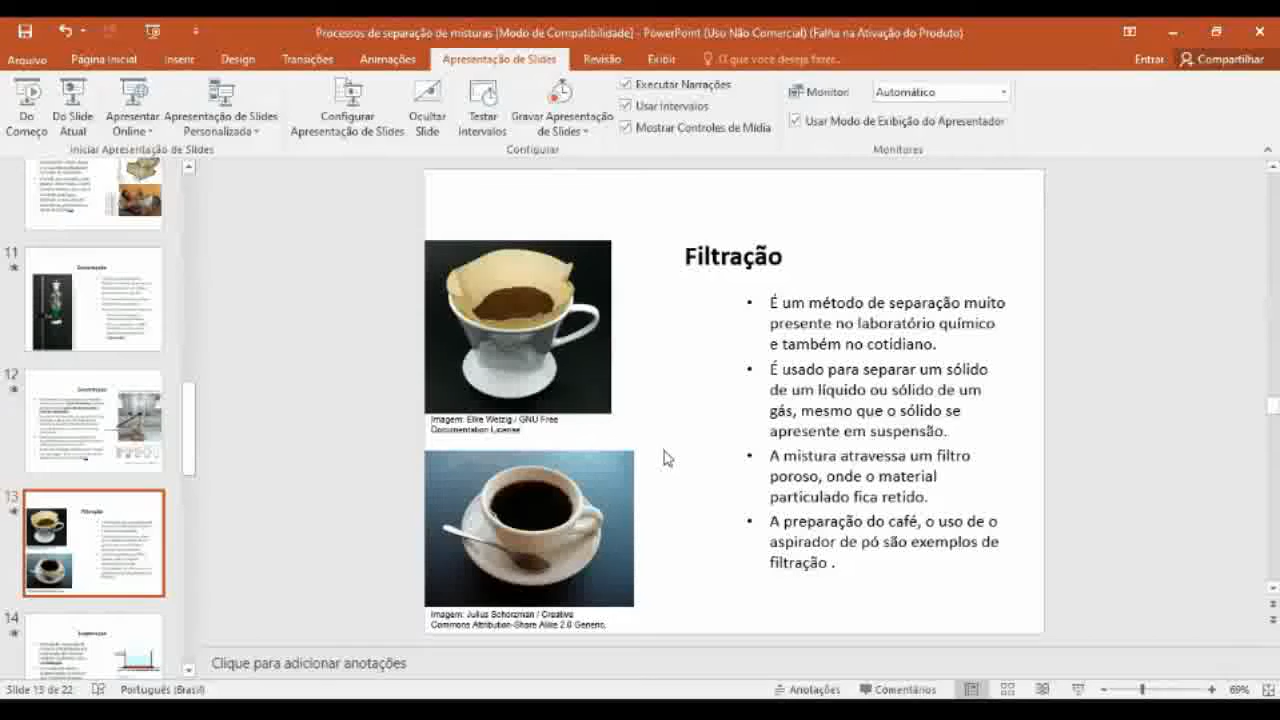 Processos de separação de misturas [Modo de Compatibilidade] - PowerPoint (Uso Não Comercial) (Falha na Ativação do Produto)
Arquivo Página Inicial Inserir Design Transições Animações Apresentação de Slides Revisão Exibir O que você deseja fazer... Entrar Compartilhar
Do Começo
Do Slide Atual
Apresentar Online
Apresentação de Slides Personalizada
Configurar Apresentação de Slides
Ocultar Slide
Testar Intervalos
Gravar Apresentação de Slides
Executar Narrações
Usar Intervalos
Mostrar Controles de Mídia
Monitor: Automático
Usar Modo de Exibição do Apresentador
Iniciar Apresentação de Slides Configurar Monitores
11
12
13
Filtração
14
Filtração
• É um método de separação muito
presente no laboratório químico
e também no cotidiano.
• É usado para separar um sólido
de um líquido ou sólido de um
gás, mesmo que o sólido se
apresente em suspensão.
• A mistura atravessa um filtro
poroso, onde o material
particulado fica retido.
• A preparação do café, o uso de o
aspirador de pó são exemplos de
filtração .
Imagem: Elke Wetzig / GNU Free
Documentation License
Imagem: Julius Schorzman / Creative
Commons Attribution-Share Alike 2.0 Generic.
Clique para adicionar anotações
Slide 13 de 22 Português (Brasil) Anotações Comentários 69%